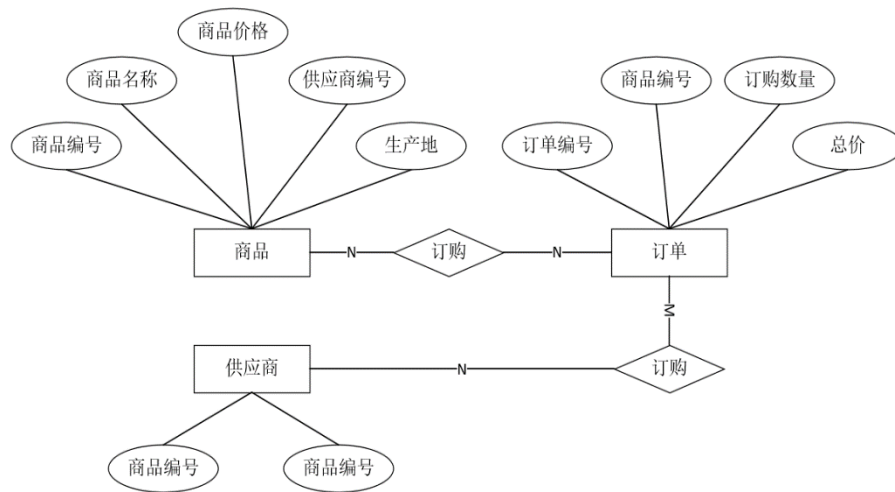 商品价格
商品名称
供应商编号
商品编号
生产地
商品编号
订购数量
订单编号
总价
商品
N
订购
N
订单
M
供应商
N
订购
商品编号
商品编号